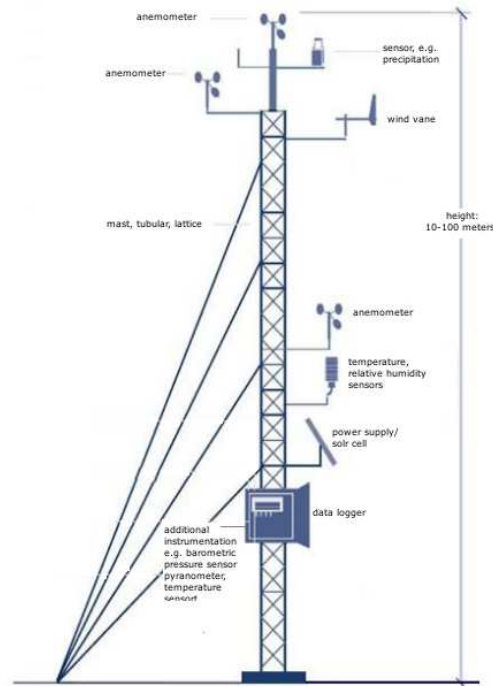 anemometer
sensor, e.g.
precipitation
anemometer
wind vane
mast, tubular, lattice
height:
10-100 meters
anemometer
temperature,
relative humidity
sensors
power supply/
solr cell
data logger
additional
instrumentation
e.g. barometric
pressure sensor
pyranometer,
temperature